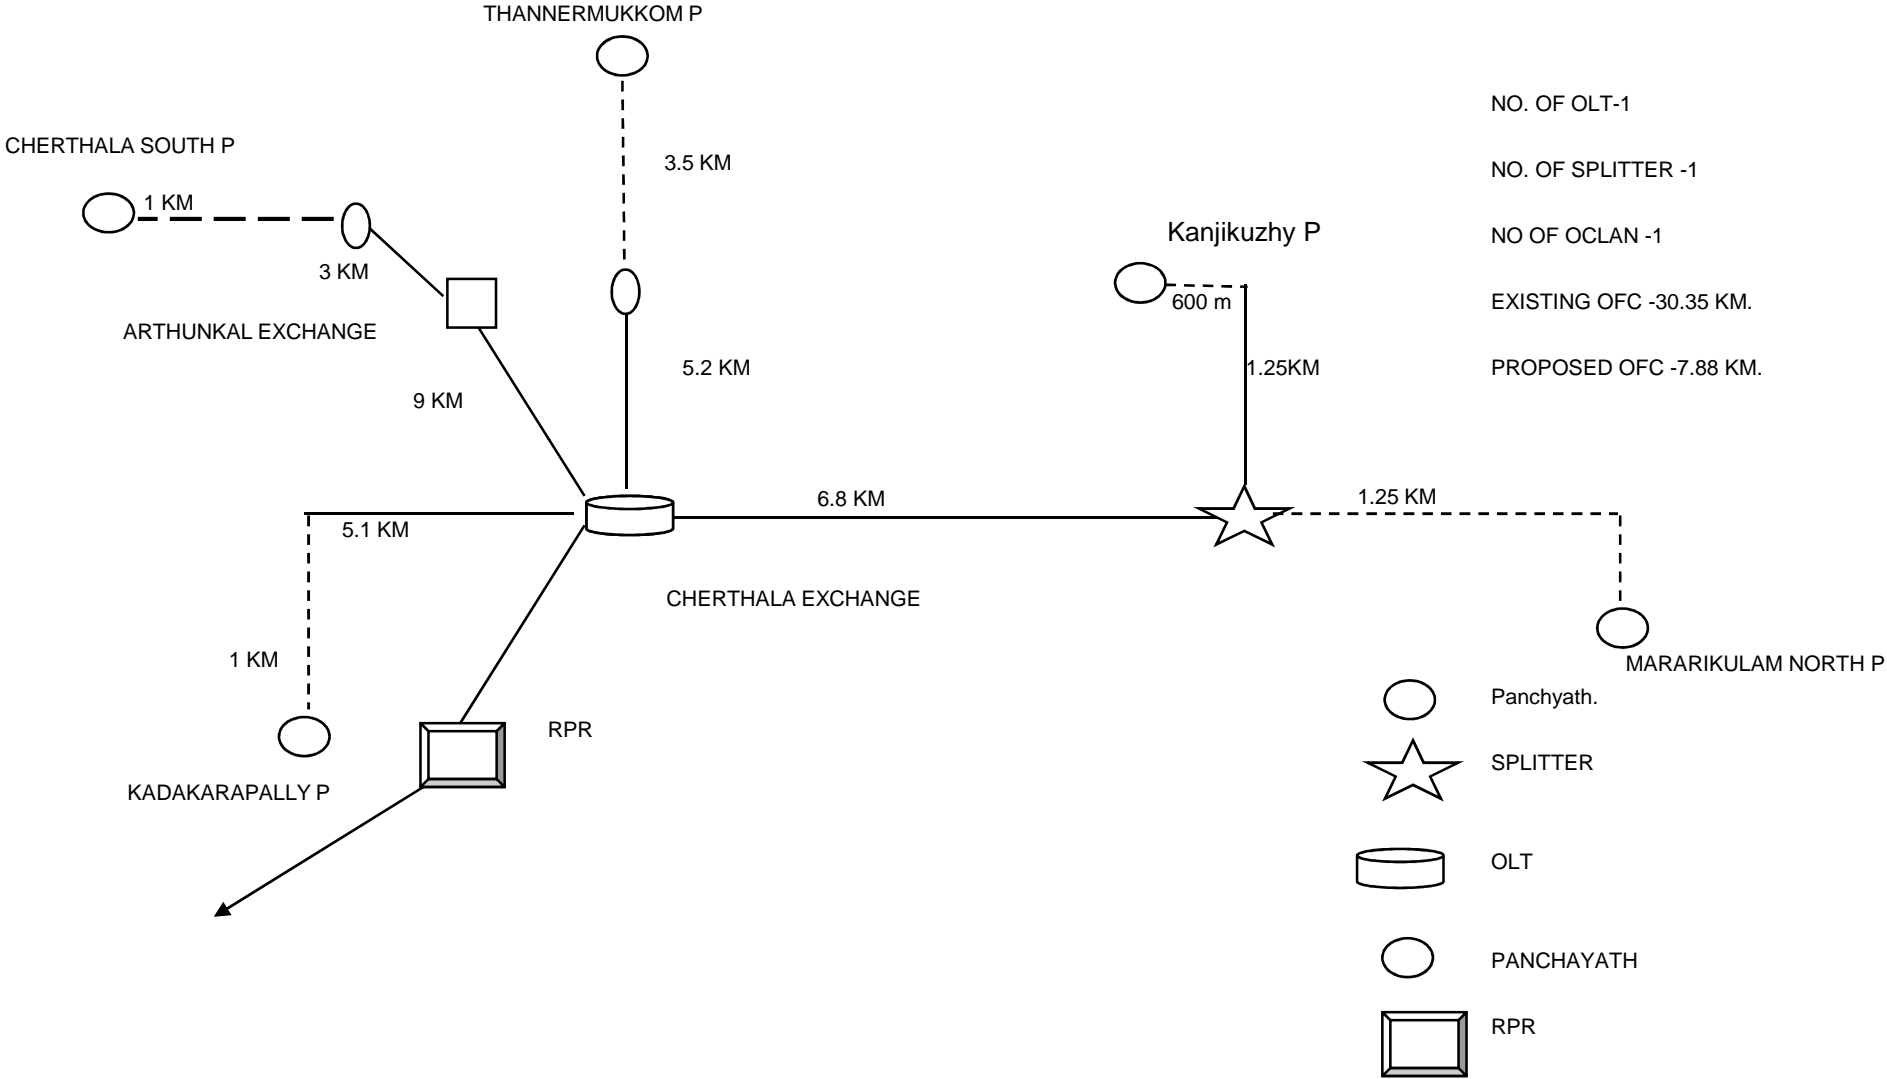 THANNERMUKKOM P
NO. OF OLT-1
CHERTHALA SOUTH P
3.5 KM
NO. OF SPLITTER -1
1 KM
Kanjikuzhy P
NO OF OCLAN -1
3 KM
600 m
EXISTING OFC -30.35 KM.
ARTHUNKAL EXCHANGE
5.2 KM
1.25KM
PROPOSED OFC -7.88 KM.
9 KM
6.8 KM
1.25 KM
5.1 KM
CHERTHALA EXCHANGE
1 KM
MARARIKULAM NORTH P
Panchyath.
RPR
SPLITTER
KADAKARAPALLY P
OLT
PANCHAYATH
RPR